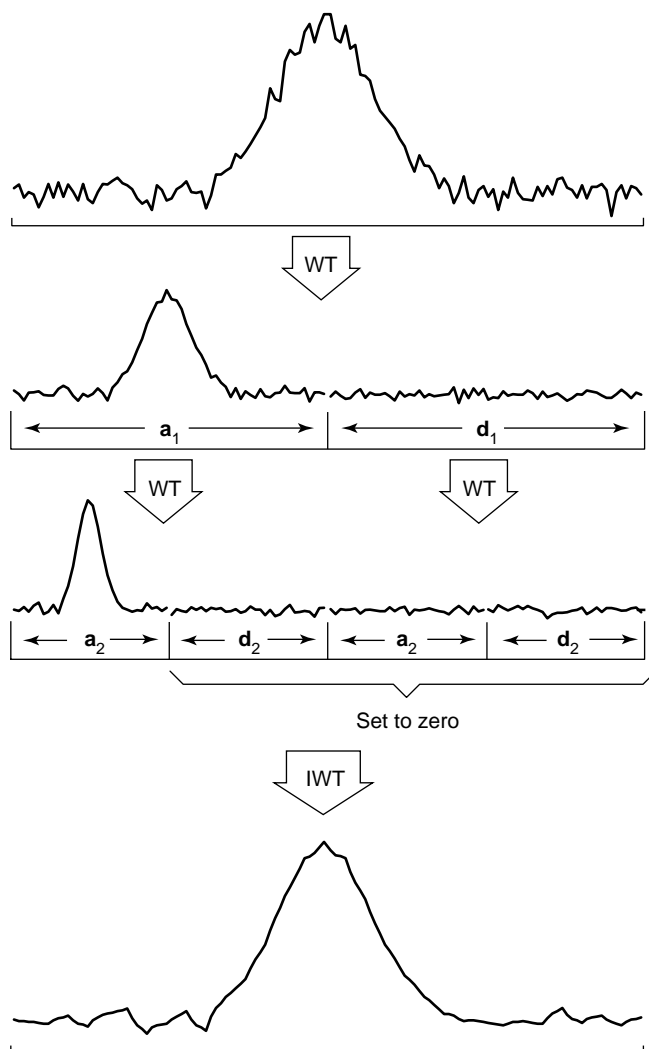 WT
a₁ d₁
WT WT
a₂ d₂ a₂ d₂
Set to zero
IWT